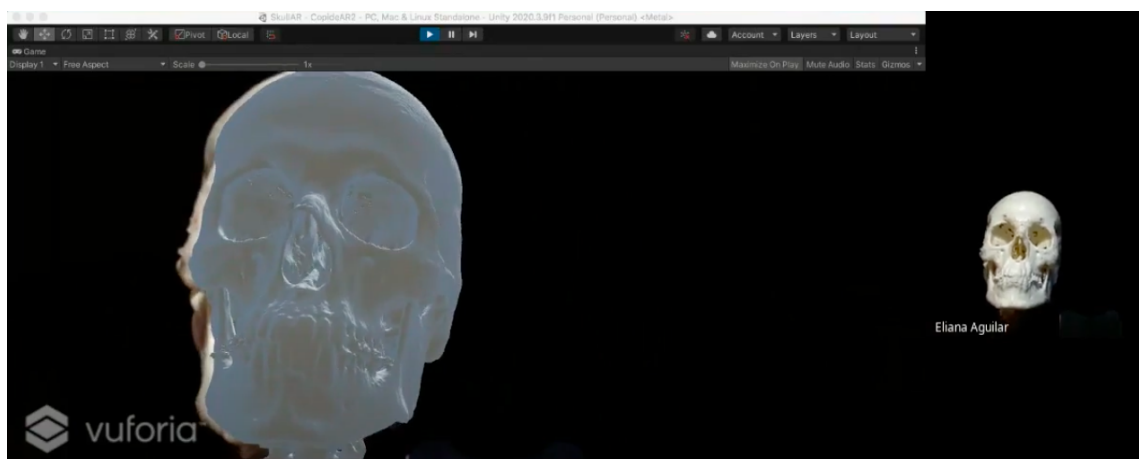 SkullAR - CopideAR2 - PC, Mac & Linux Standalone - Unity 2020.3.9f1 Personal (Personal) <Metal>
Pivot Local Account Layers Layout
Game
Display 1 Free Aspect Scale 1x Maximize On Play Mute Audio Stats Gizmos
Eliana Aguilar
vuforia